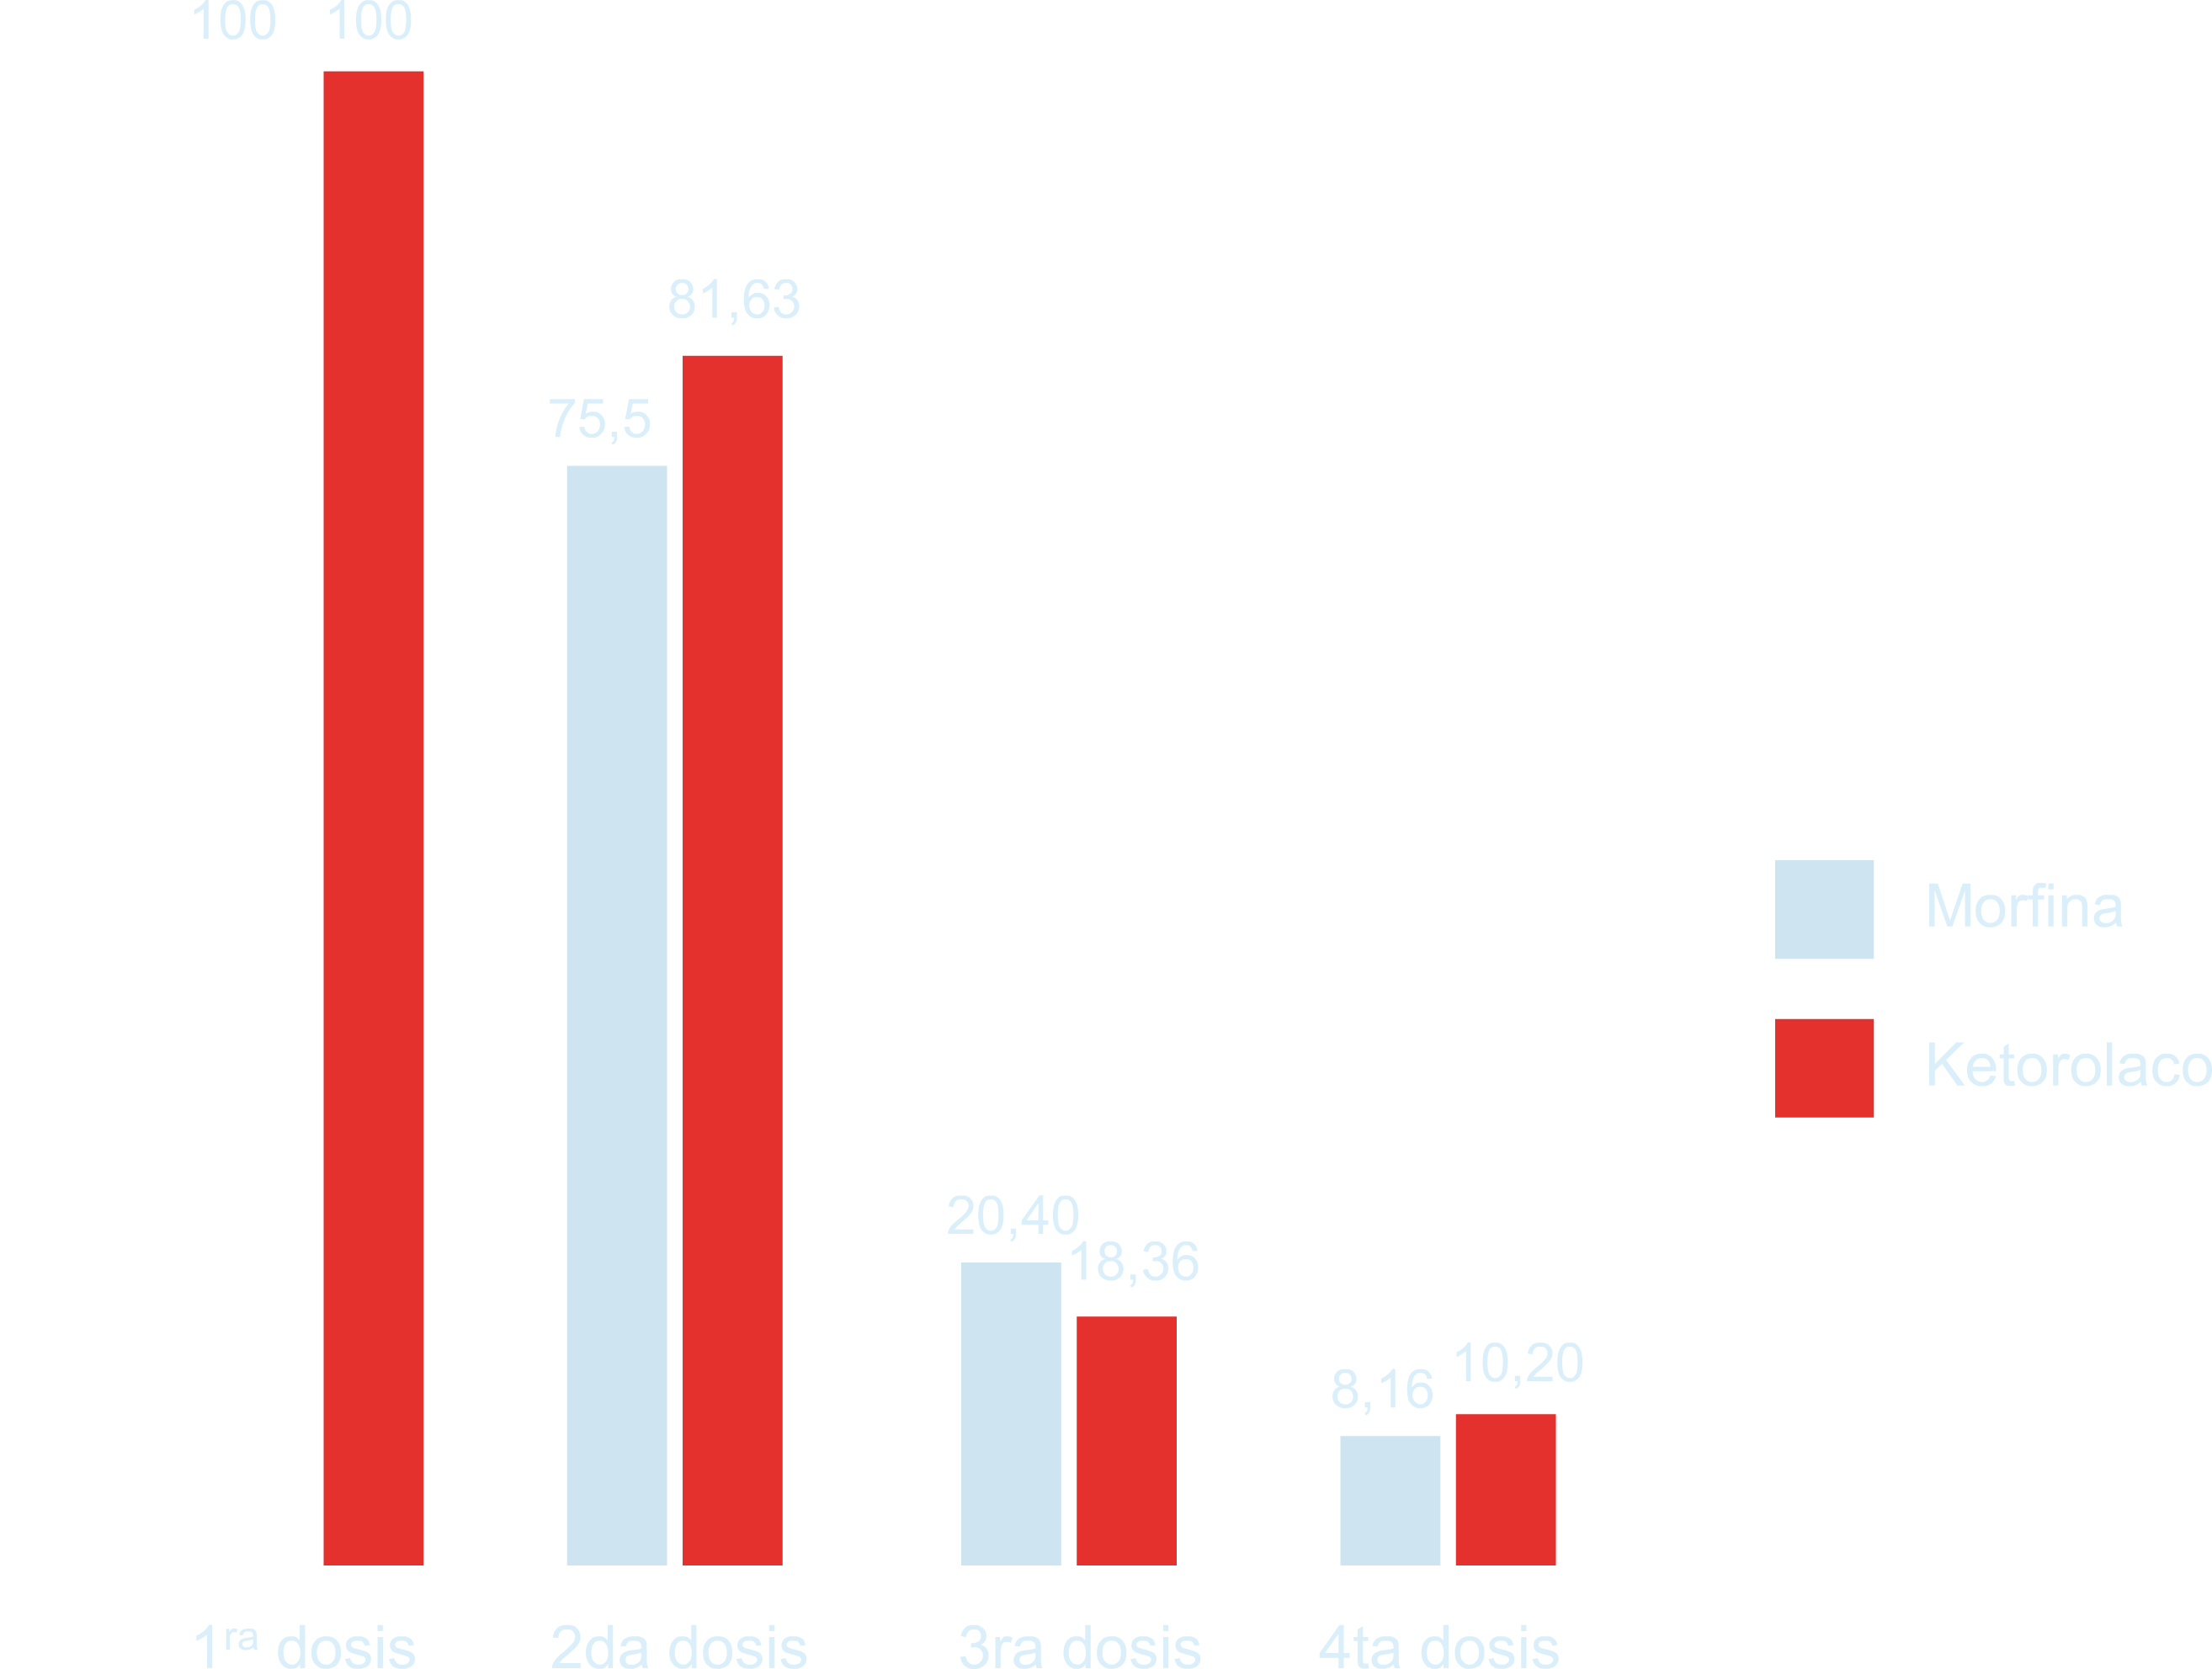 100 100
81,63
75,5
Morfina
Ketorolaco
20,40
18,36
10,20
8,16
1ra dosis 2da dosis 3ra dosis 4ta dosis